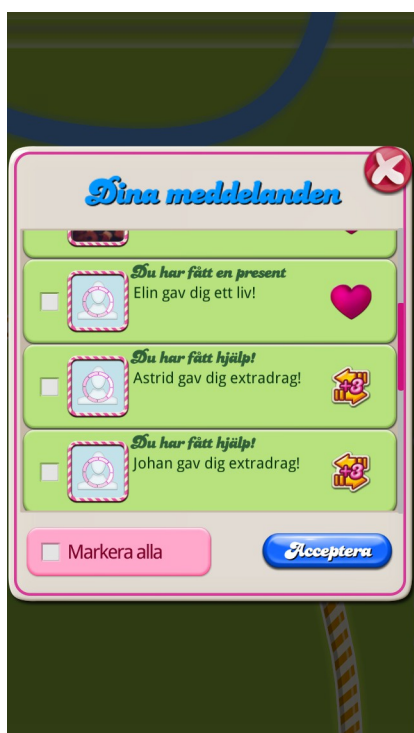 Dina meddelanden
Du har fått en present
Elin gav dig ett liv!
Du har fått hjälp!
Astrid gav dig extradrag!
+3
Du har fått hjälp!
Johan gav dig extradrag!
+3
Markera alla
Acceptera